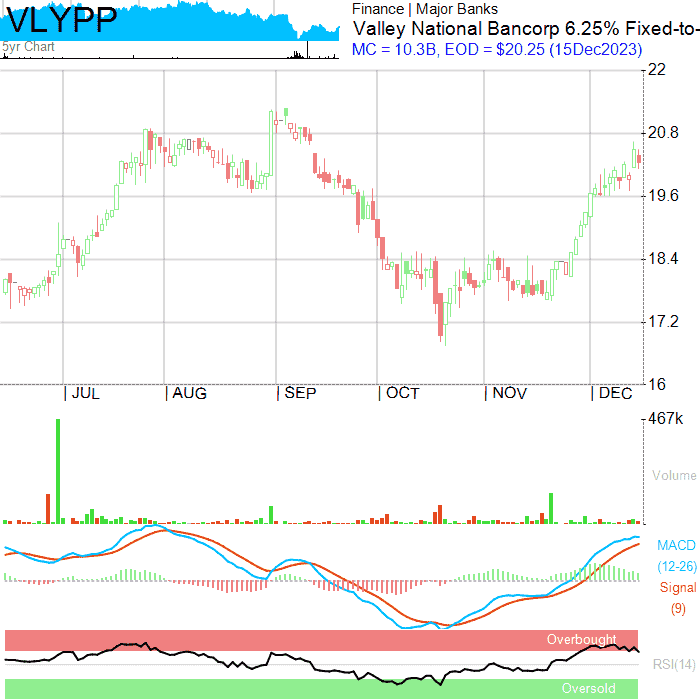 VLYPP
5yr Chart
Finance | Major Banks
Valley National Bancorp 6.25% Fixed-to-
MC = 10.3B, EOD = $20.25 (15Dec2023)
22
20.8
19.6
18.4
17.2
16
| JUL | AUG | SEP | OCT | NOV | DEC
467k
Volume
MACD
(12-26)
Signal
(9)
Overbought
RSI(14)
Oversold